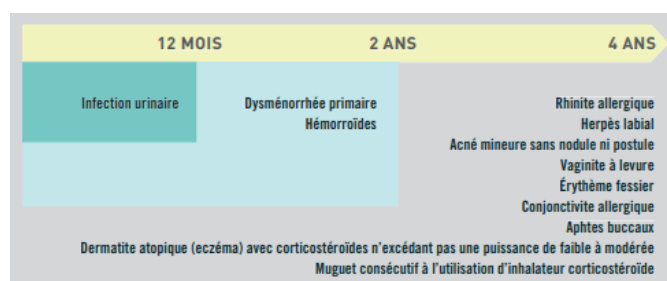 12 MOIS 2 ANS 4 ANS
Infection urinaire Dysménorrhée primaire Rhinite allergique
Hémorroïdes Herpès labial
Acné mineure sans nodule ni postule
Vaginite à levure
Érythème fessier
Conjonctivite allergique
Aphtes buccaux
Dermatite atopique (eczéma) avec corticostéroïdes n'excédant pas une puissance de faible à modérée
Muguet consécutif à l'utilisation d'inhalateur corticostéroïde